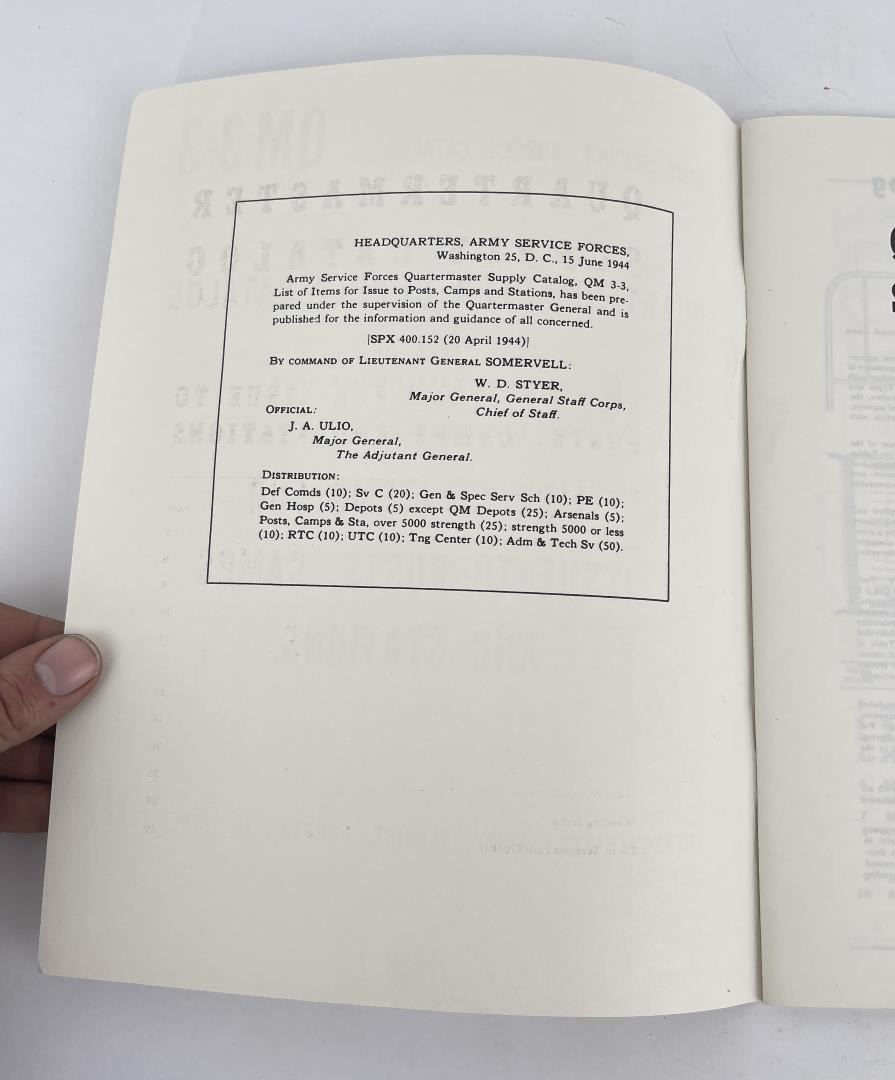 HEADQUARTERS, ARMY SERVICE FORCES,
Washington 25, D. C., 15 June 1944
Army Service Forces Quartermaster Supply Catalog, QM 3-3,
List of Items for Issue to Posts, Camps and Stations, has been pre-
pared under the supervision of the Quartermaster General and is
published for the information and guidance of all concerned.
[SPX 400.152 (20 April 1944)]
BY COMMAND OF LIEUTENANT GENERAL SOMERVELL:
W. D. STYER,
Major General, General Staff Corps,
Chief of Staff.
OFFICIAL:
J. A. ULIO,
Major General,
The Adjutant General.
DISTRIBUTION:
Def Comds (10); Sv C (20); Gen & Spec Serv Sch (10); PE (10);
Gen Hosp (5); Depots (5) except QM Depots (25); Arsenals (5);
Posts, Camps & Sta, over 5000 strength (25); strength 5000 or less
(10); RTC (10); UTC (10); Tng Center (10); Adm & Tech Sv (50).